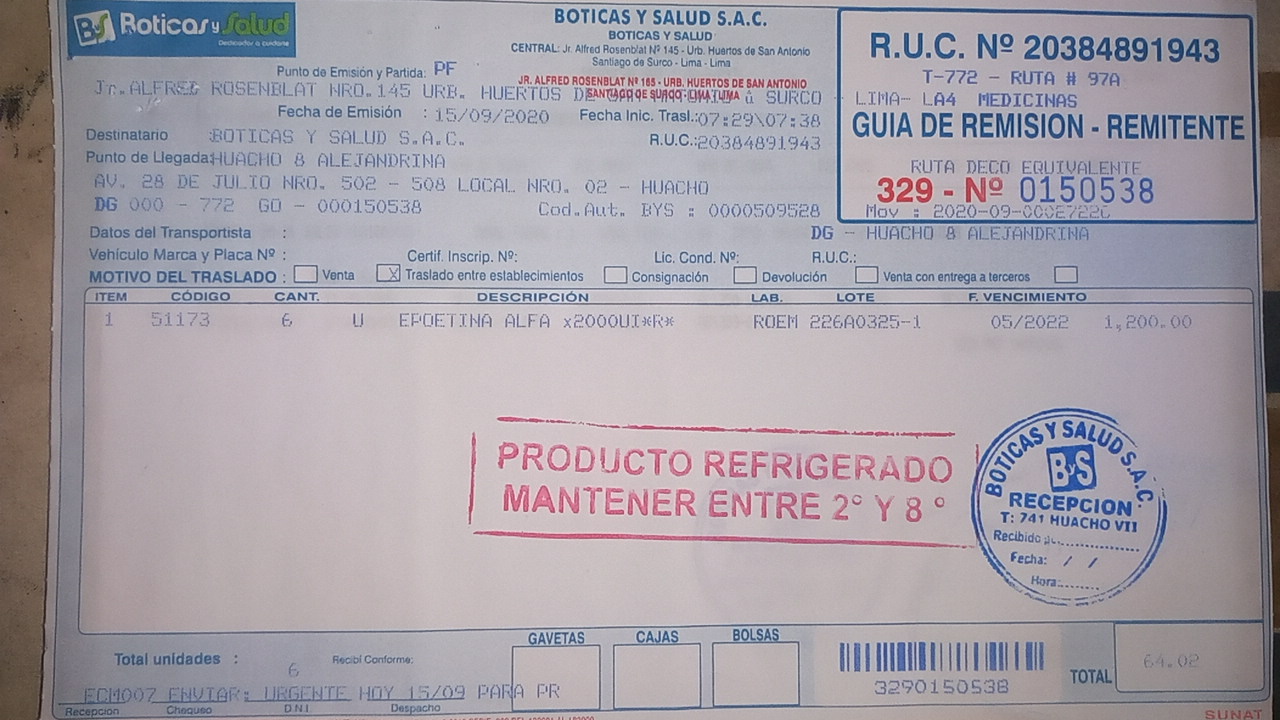 ByS Boticas y Salud
BOTICAS Y SALUD S.A.C.
BOTICAS Y SALUD
CENTRAL: Jr. Alfred Rosenblat Nº 145 - Urb. Huertos de San Antonio
Santiago de Surco - Lima - Lima
JR. ALFRED ROSENBLAT Nº 165 - URB. HUERTOS DE SAN ANTONIO
SANTIAGO DE SURCO - LIMA - LIMA
R.U.C. Nº 20384891943
T-772 - RUTA # 97A
LIMA- LA4 MEDICINAS
GUIA DE REMISION - REMITENTE
RUTA DECO EQUIVALENTE
329 - Nº 0150538
Mov : 2020-09-00027226
Punto de Emisión y Partida: PF
Jr.ALFRED ROSENBLAT NRO.145 URB. HUERTOS DE SAN ANTONIO û SURCO -
Fecha de Emisión : 15/09/2020 Fecha Inic. Trasl.:07:29\07:38
Destinatario :BOTICAS Y SALUD S.A.C. R.U.C.:20384891943
Punto de Llegada:HUACHO 8 ALEJANDRINA
AV. 28 DE JULIO NRO. 502 - 508 LOCAL NRO. 02 - HUACHO
DG 000 - 772 GO - 000150538 Cod.Aut. BYS : 0000509528
Datos del Transportista : DG - HUACHO 8 ALEJANDRINA
Vehículo Marca y Placa Nº : Certif. Inscrip. Nº: Lic. Cond. Nº: R.U.C.:
MOTIVO DEL TRASLADO : Venta X Traslado entre establecimientos Consignación Devolución Venta con entrega a terceros
ITEM CÓDIGO CANT. DESCRIPCIÓN LAB. LOTE F. VENCIMIENTO
1 51173 6 U EPOETINA ALFA x2000UI*R* ROEM 226A0325-1 05/2022 1,200.00
PRODUCTO REFRIGERADO
MANTENER ENTRE 2° Y 8 °
BOTICAS Y SALUD S.A.C.
ByS
RECEPCION
T: 741 HUACHO VII
Recibido
Fecha: / /
Hora:
GAVETAS CAJAS BOLSAS
Total unidades : 6 Recibí Conforme:
3290150538
TOTAL 64.02
ECM007 ENVIAR: URGENTE HOY 15/09 PARA PR
Recepción Chequeo D.N.I. Despacho
SUNAT